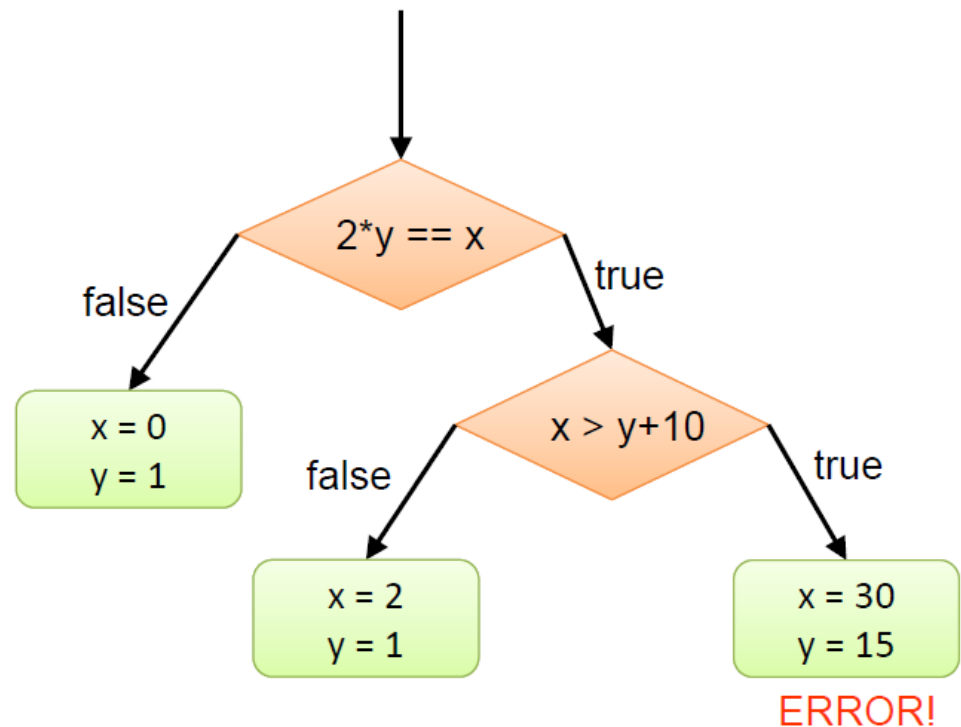 2*y == x
false
true
x = 0
y = 1
x > y+10
false
true
x = 2
y = 1
x = 30
y = 15
ERROR!